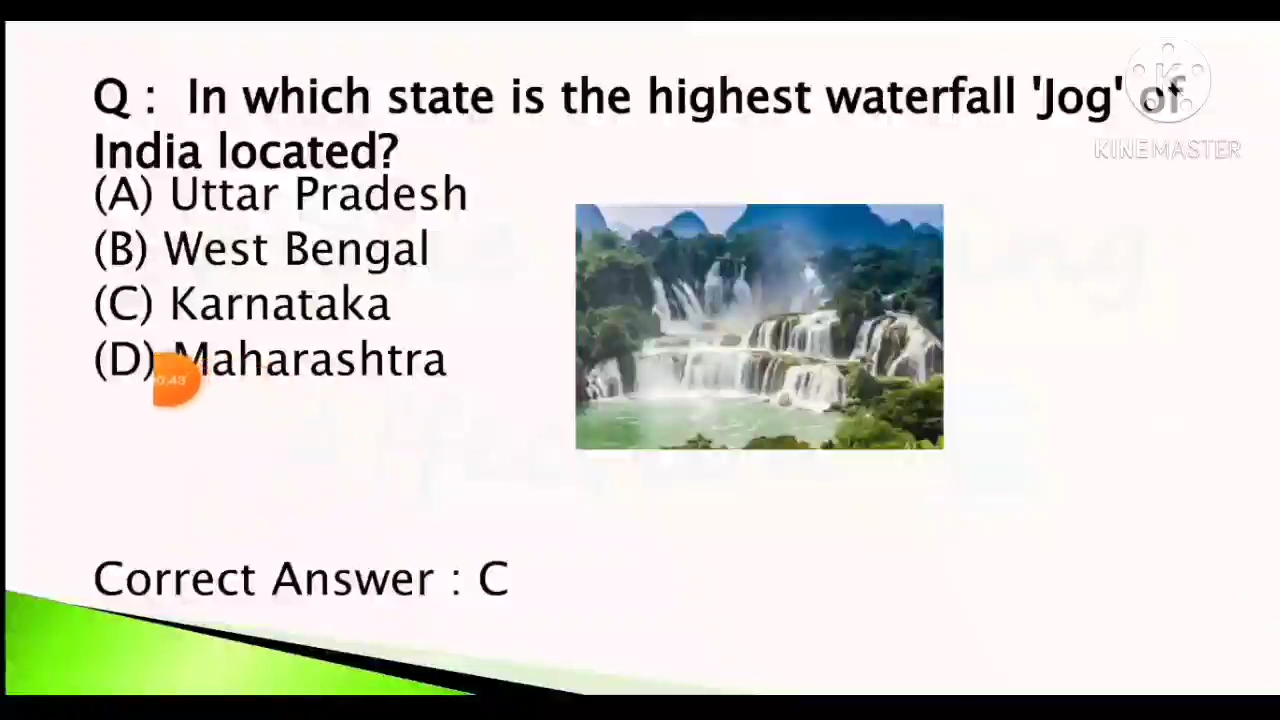 Q :  In which state is the highest waterfall 'Jog' of
India located?
(A) Uttar Pradesh
(B) West Bengal
(C) Karnataka
(D) Maharashtra
Correct Answer : C
KINEMASTER